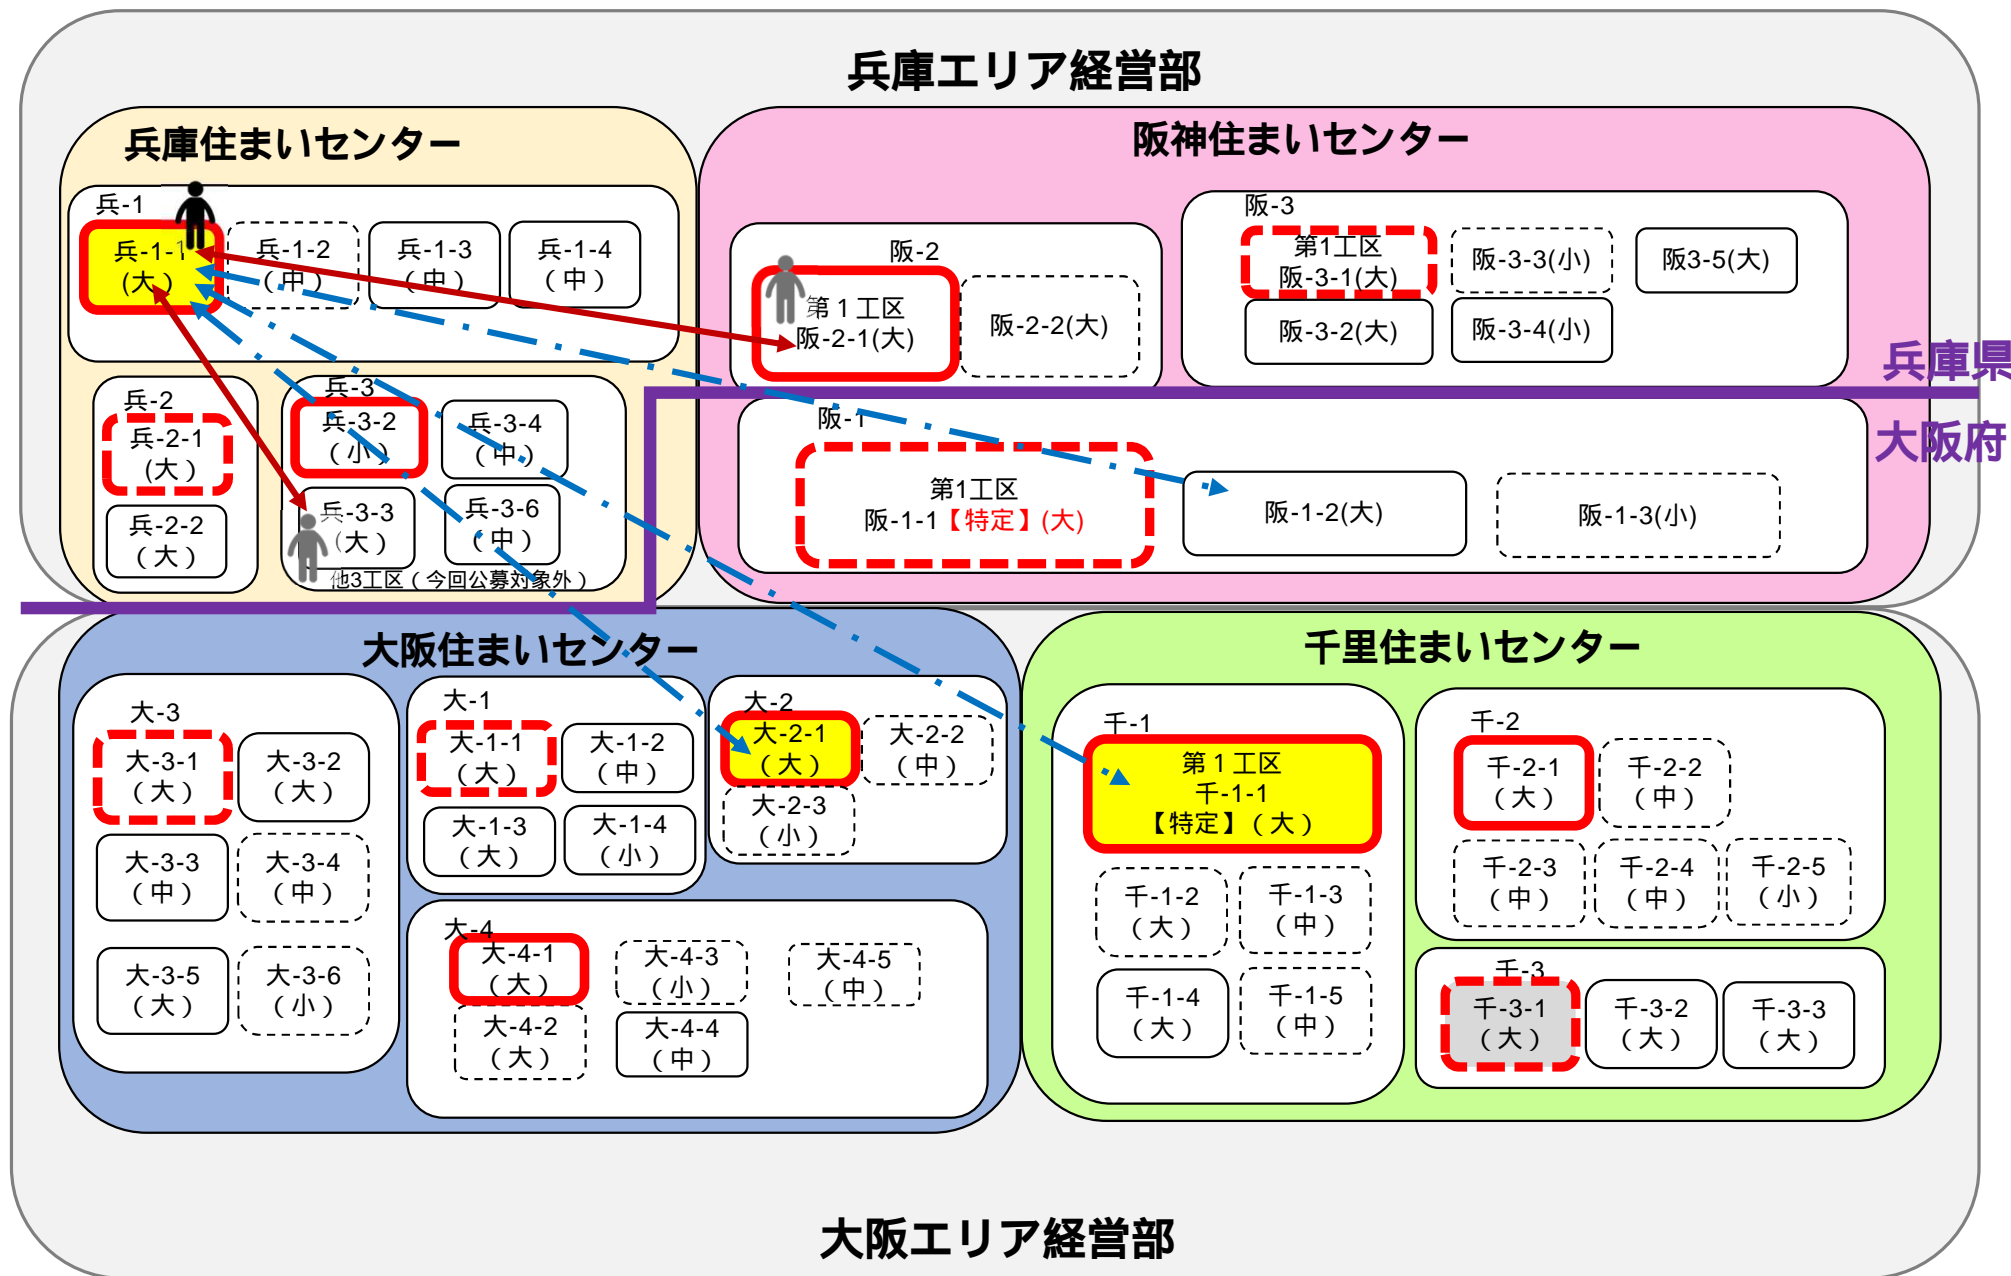 兵庫エリア経営部
兵庫住まいセンター
兵-1
兵-1-1
(大)
兵-1-2
(中)
兵-1-3
(中)
兵-1-4
(中)
兵-2
兵-2-1
(大)
兵-2-2
(大)
兵-3
兵-3-2
(小)
兵-3-4
(中)
兵-3-3
(大)
兵-3-6
(中)
他3工区(今回公募対象外)
阪神住まいセンター
阪-2
第1工区
阪-2-1(大)
阪-2-2(大)
阪-3
第1工区
阪-3-1(大)
阪-3-3(小)
阪3-5(大)
阪-3-2(大)
阪-3-4(小)
兵庫県
大阪府
阪-1
第1工区
阪-1-1【特定】(大)
阪-1-2(大)
阪-1-3(小)
大阪住まいセンター
大-3
大-3-1
(大)
大-3-2
(大)
大-3-3
(中)
大-3-4
(中)
大-3-5
(大)
大-3-6
(小)
大-1
大-1-1
(大)
大-1-2
(中)
大-1-3
(大)
大-1-4
(小)
大-2
大-2-1
(大)
大-2-2
(中)
大-2-3
(小)
大-4
大-4-1
(大)
大-4-3
(小)
大-4-5
(中)
大-4-2
(大)
大-4-4
(中)
千里住まいセンター
千-1
第1工区
千-1-1
【特定】(大)
千-1-2
(大)
千-1-3
(中)
千-1-4
(大)
千-1-5
(中)
千-2
千-2-1
(大)
千-2-2
(中)
千-2-3
(中)
千-2-4
(中)
千-2-5
(小)
千-3
千-3-1
(大)
千-3-2
(大)
千-3-3
(大)
大阪エリア経営部